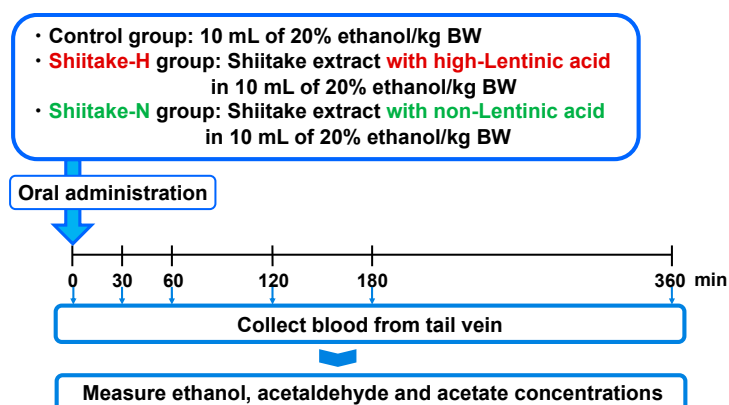 ・Control group: 10 mL of 20% ethanol/kg BW
・Shiitake-H group: Shiitake extract with high-Lentinic acid
in 10 mL of 20% ethanol/kg BW
・Shiitake-N group: Shiitake extract with non-Lentinic acid
in 10 mL of 20% ethanol/kg BW
Oral administration
0 30 60 120 180 360 min
Collect blood from tail vein
Measure ethanol, acetaldehyde and acetate concentrations